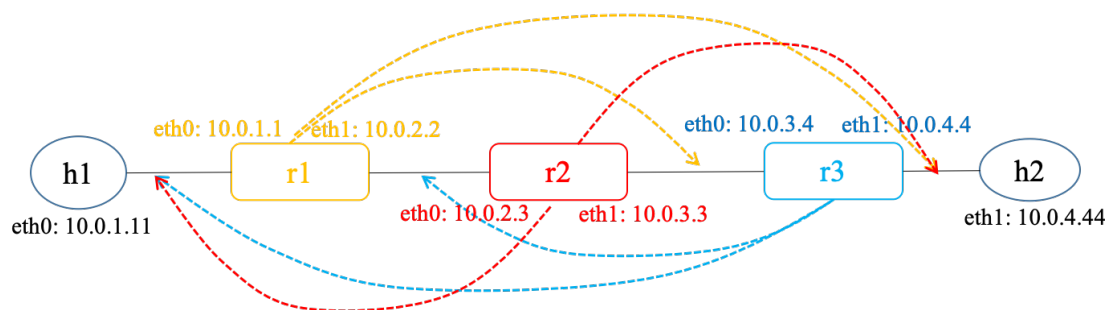 eth0: 10.0.1.1
eth1: 10.0.2.2
eth0: 10.0.3.4
eth1: 10.0.4.4
h1
r1
r2
r3
h2
eth0: 10.0.1.11
eth0: 10.0.2.3
eth1: 10.0.3.3
eth1: 10.0.4.44